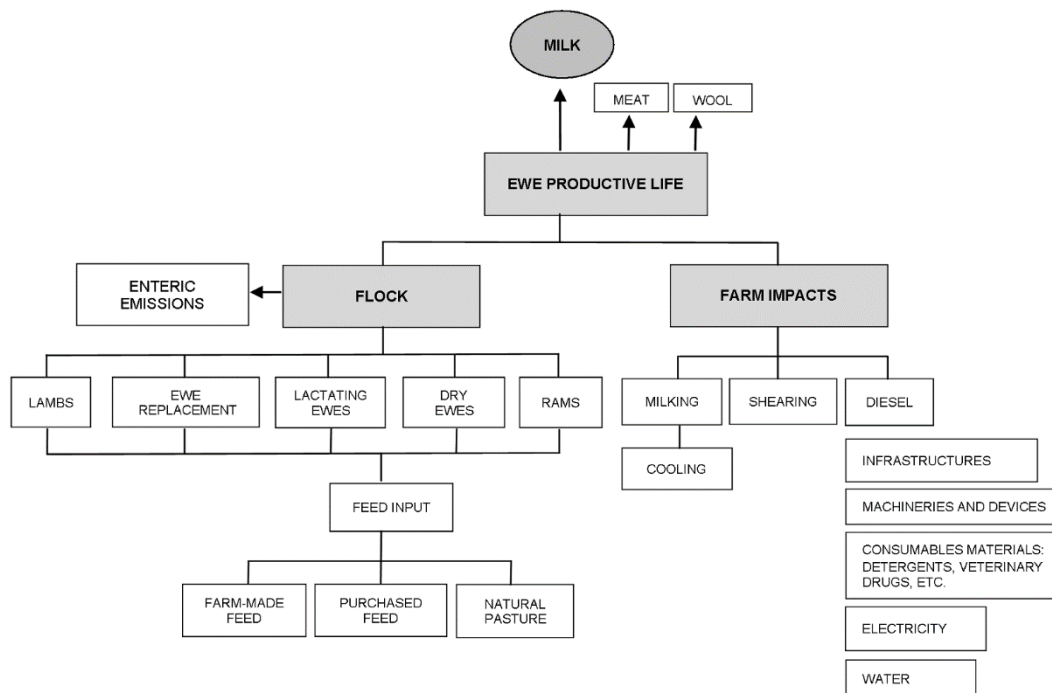 MILK
MEAT
WOOL
EWE PRODUCTIVE LIFE
ENTERIC
EMISSIONS
FLOCK
FARM IMPACTS
LAMBS
EWE
REPLACEMENT
LACTATING
EWES
DRY
EWES
RAMS
MILKING
SHEARING
DIESEL
COOLING
INFRASTRUCTURES
FEED INPUT
MACHINERIES AND DEVICES
CONSUMABLES MATERIALS:
DETERGENTS, VETERINARY
DRUGS, ETC.
FARM-MADE
FEED
PURCHASED
FEED
NATURAL
PASTURE
ELECTRICITY
WATER